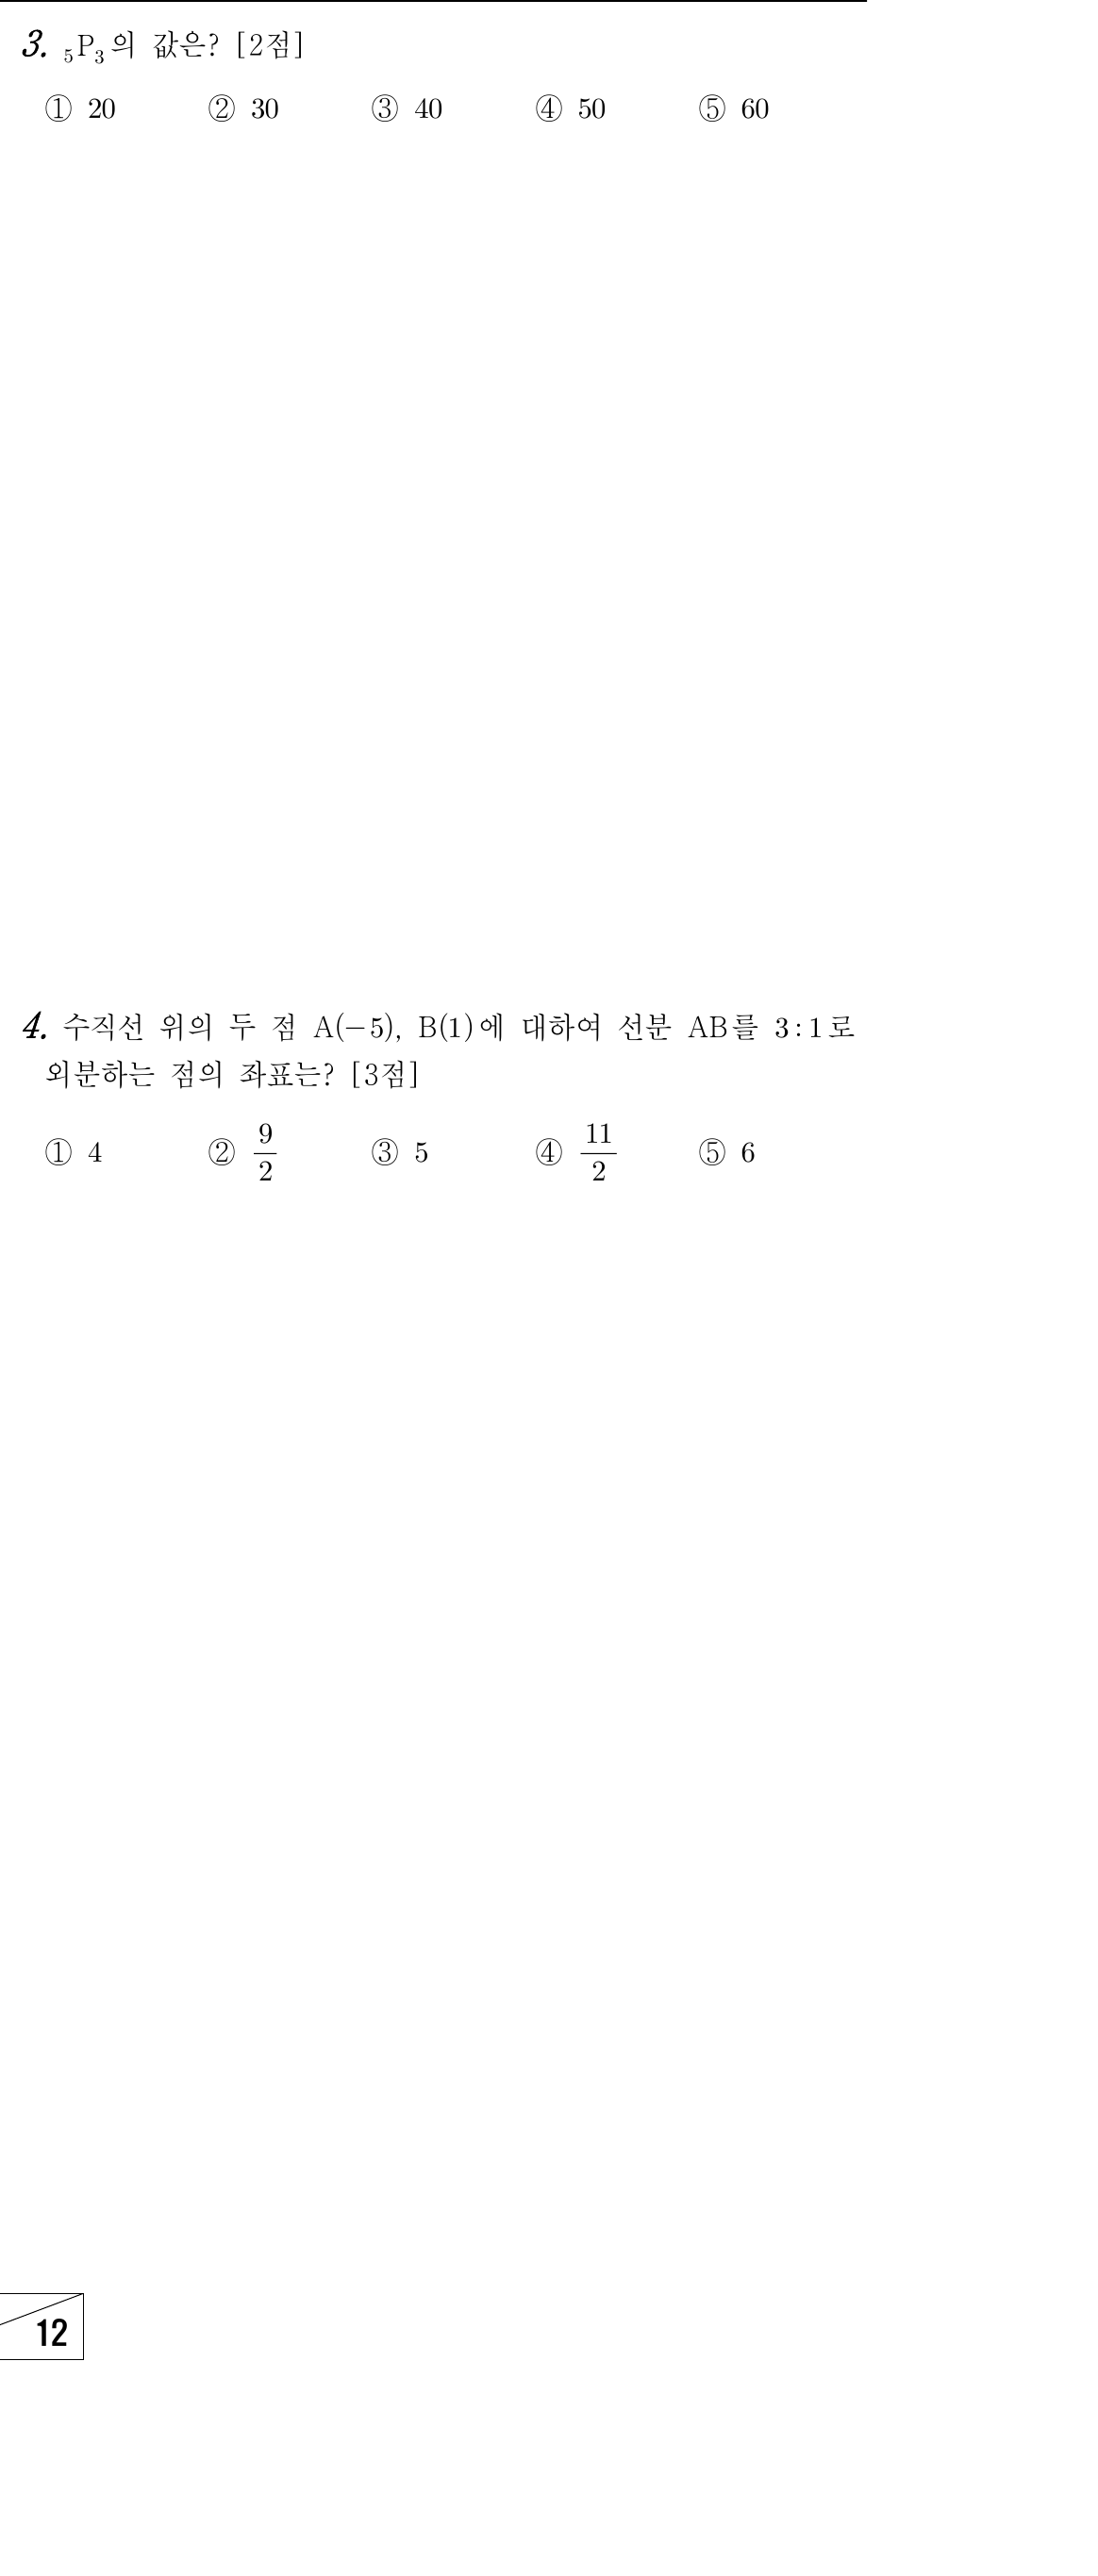 3. ₅P₃의 값은? [2점]
① 20 ② 30 ③ 40 ④ 50 ⑤ 60
4. 수직선 위의 두 점 A(−5), B(1)에 대하여 선분 AB를 3:1로
외분하는 점의 좌표는? [3점]
① 4 ② 9/2 ③ 5 ④ 11/2 ⑤ 6
12